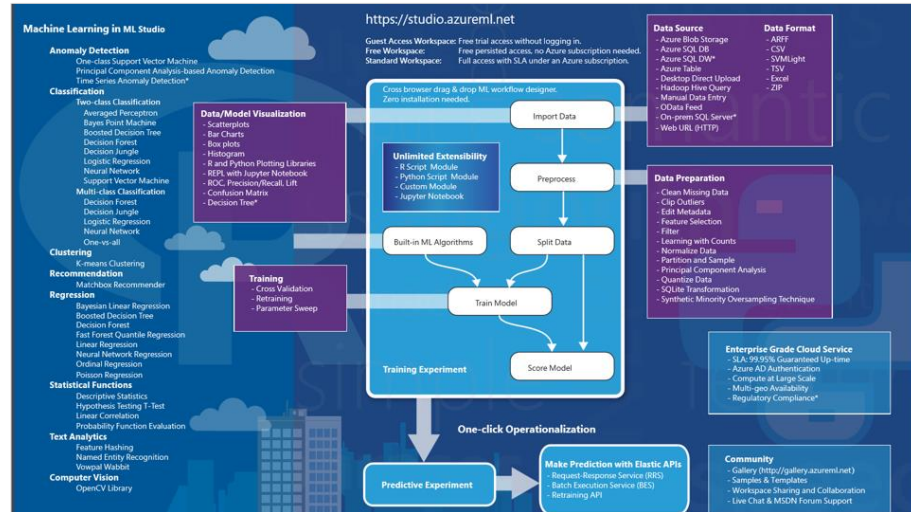 Machine Learning in ML Studio
Anomaly Detection
One-class Support Vector Machine
Principal Component Analysis-based Anomaly Detection
Time Series Anomaly Detection*
Classification
Two-class Classification
Averaged Perceptron
Bayes Point Machine
Boosted Decision Tree
Decision Forest
Decision Jungle
Logistic Regression
Neural Network
Support Vector Machine
Multi-class Classification
Decision Forest
Decision Jungle
Logistic Regression
Neural Network
One-vs-all
Clustering
K-means Clustering
Recommendation
Matchbox Recommender
Regression
Bayesian Linear Regression
Boosted Decision Tree
Decision Forest
Fast Forest Quantile Regression
Linear Regression
Neural Network Regression
Ordinal Regression
Poisson Regression
Statistical Functions
Descriptive Statistics
Hypothesis Testing T-Test
Linear Correlation
Probability Function Evaluation
Text Analytics
Feature Hashing
Named Entity Recognition
Vowpal Wabbit
Computer Vision
OpenCV Library
https://studio.azureml.net
Guest Access Workspace: Free trial access without logging in.
Free Workspace: Free persisted access, no Azure subscription needed.
Standard Workspace: Full access with SLA under an Azure subscription.
Data/Model Visualization
- Scatterplots
- Bar Charts
- Box plots
- Histogram
- R and Python Plotting Libraries
- REPL with Jupyter Notebook
- ROC, Precision/Recall, Lift
- Confusion Matrix
- Decision Tree*
Training
- Cross Validation
- Retraining
- Parameter Sweep
Cross browser drag & drop ML workflow designer.
Zero installation needed.
Unlimited Extensibility
- R Script Module
- Python Script Module
- Custom Module
- Jupyter Notebook
Import Data
Preprocess
Built-in ML Algorithms
Split Data
Train Model
Score Model
Training Experiment
One-click Operationalization
Predictive Experiment
Make Prediction with Elastic APIs
- Request-Response Service (RRS)
- Batch Execution Service (BES)
- Retraining API
Data Source
- Azure Blob Storage
- Azure SQL DB
- Azure SQL DW*
- Azure Table
- Desktop Direct Upload
- Hadoop Hive Query
- Manual Data Entry
- OData Feed
- On-prem SQL Server*
- Web URL (HTTP)
Data Format
- ARFF
- CSV
- SVMLight
- TSV
- Excel
- ZIP
Data Preparation
- Clean Missing Data
- Clip Outliers
- Edit Metadata
- Feature Selection
- Filter
- Learning with Counts
- Normalize Data
- Partition and Sample
- Principal Component Analysis
- Quantize Data
- SQLite Transformation
- Synthetic Minority Oversampling Technique
Enterprise Grade Cloud Service
- SLA: 99.95% Guaranteed Up-time
- Azure AD Authentication
- Compute at Large Scale
- Multi-geo Availability
- Regulatory Compliance*
Community
- Gallery (http://gallery.azureml.net)
- Samples & Templates
- Workspace Sharing and Collaboration
- Live Chat & MSDN Forum Support